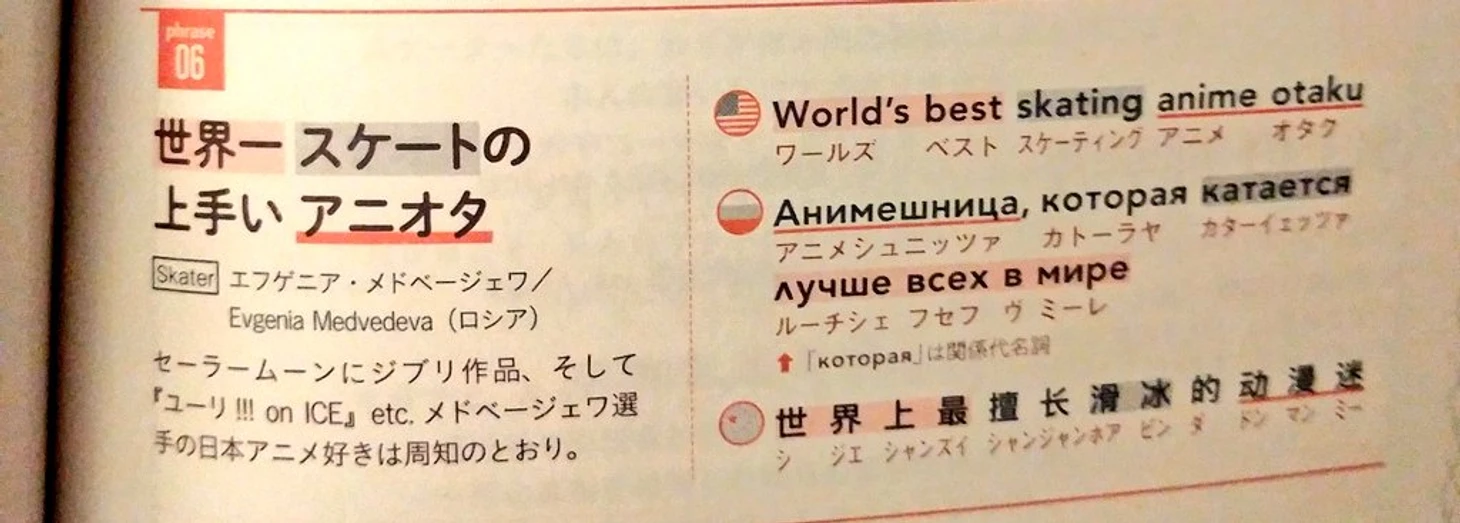 phrase
06
世界一 スケートの
上手い アニオタ
Skater エフゲニア・メドベージェワ／
Evgenia Medvedeva（ロシア）
セーラームーンにジブリ作品、そして
『ユーリ!!! on ICE』etc. メドベージェワ選
手の日本アニメ好きは周知のとおり。
World's best skating anime otaku
ワールズ ベスト スケーティング アニメ オタク
Анимешница, которая катается
アニメシュニッツァ カトーラヤ カターイェッツァ
лучше всех в мире
ルーチシェ フセフ ヴ ミーレ
⬆「которая」は関係代名詞
世界上最擅长滑冰的动漫迷
シ ジエ シャンズイ シャンジャンホア ビン ダ ドン マン ミー